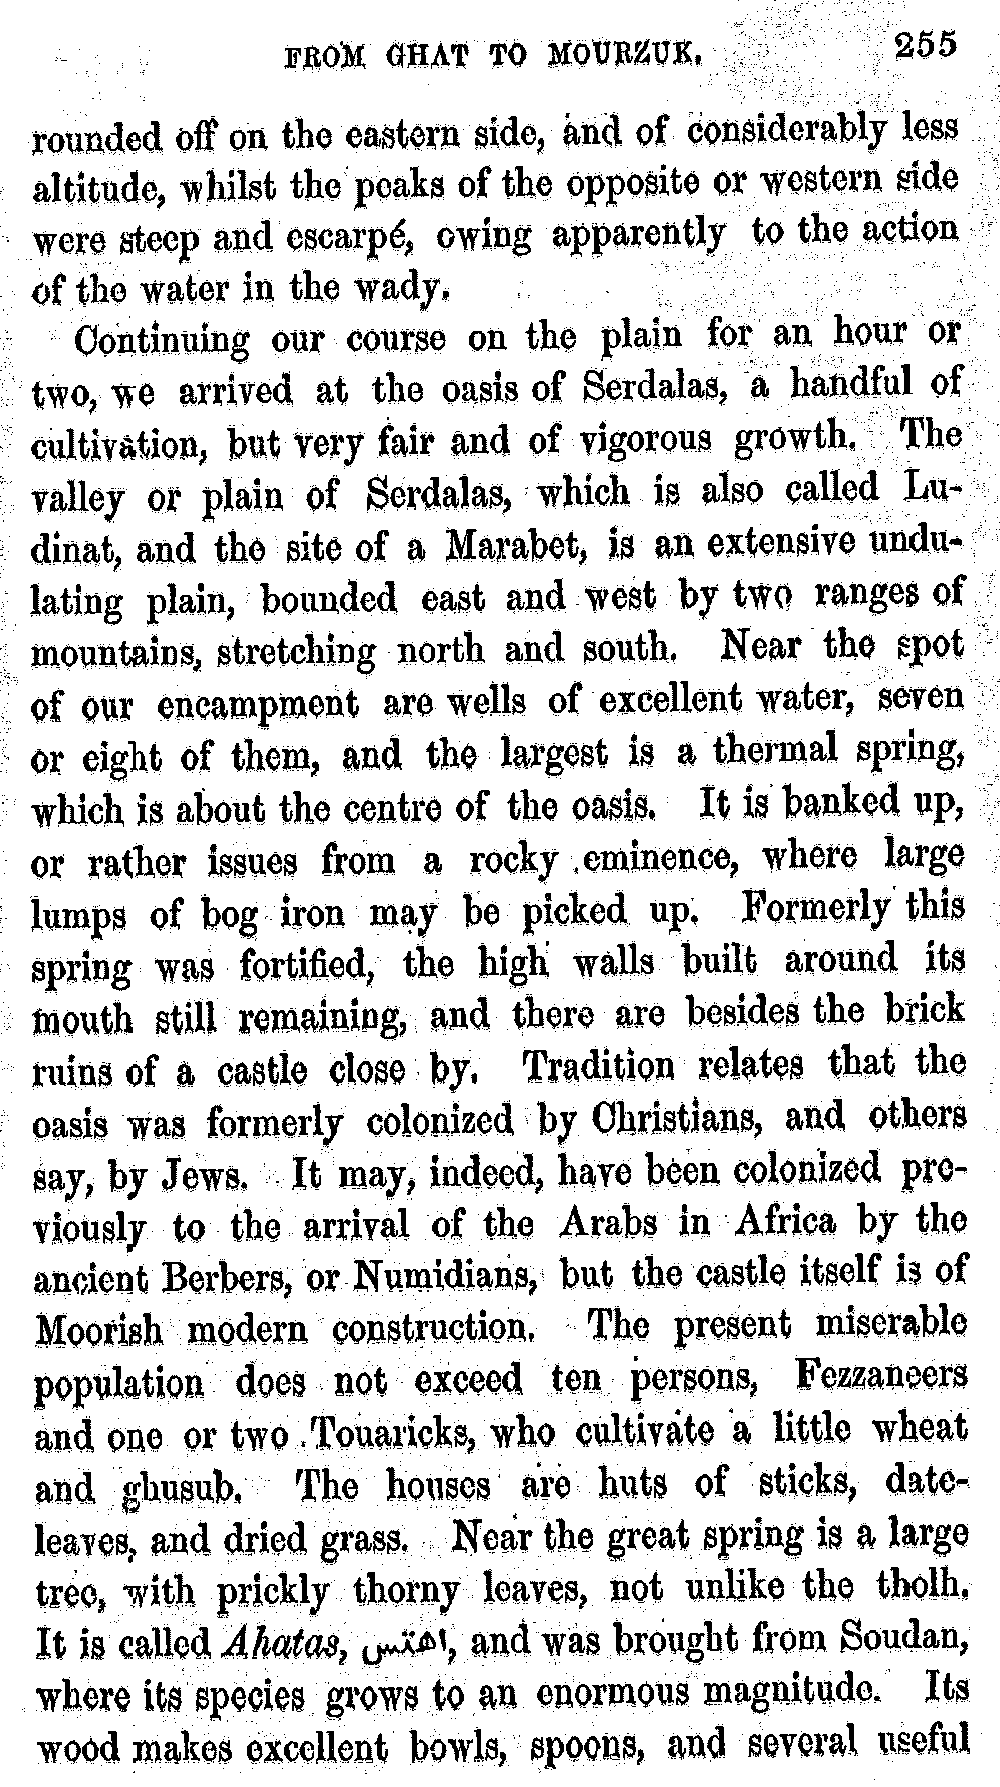 FROM GHAT TO MOURZUK. 255
rounded off on the eastern side, and of considerably less
altitude, whilst the peaks of the opposite or western side
were steep and escarpé, owing apparently to the action
of the water in the wady.
Continuing our course on the plain for an hour or
two, we arrived at the oasis of Serdalas, a handful of
cultivation, but very fair and of vigorous growth. The
valley or plain of Serdalas, which is also called Lu-
dinat, and the site of a Marabet, is an extensive undu-
lating plain, bounded east and west by two ranges of
mountains, stretching north and south. Near the spot
of our encampment are wells of excellent water, seven
or eight of them, and the largest is a thermal spring,
which is about the centre of the oasis. It is banked up,
or rather issues from a rocky eminence, where large
lumps of bog iron may be picked up. Formerly this
spring was fortified, the high walls built around its
mouth still remaining, and there are besides the brick
ruins of a castle close by. Tradition relates that the
oasis was formerly colonized by Christians, and others
say, by Jews. It may, indeed, have been colonized pre-
viously to the arrival of the Arabs in Africa by the
ancient Berbers, or Numidians, but the castle itself is of
Moorish modern construction. The present miserable
population does not exceed ten persons, Fezzaneers
and one or two Touaricks, who cultivate a little wheat
and ghusub. The houses are huts of sticks, date-
leaves, and dried grass. Near the great spring is a large
tree, with prickly thorny leaves, not unlike the tholh.
It is called Ahatas, اهتس, and was brought from Soudan,
where its species grows to an enormous magnitude. Its
wood makes excellent bowls, spoons, and several useful